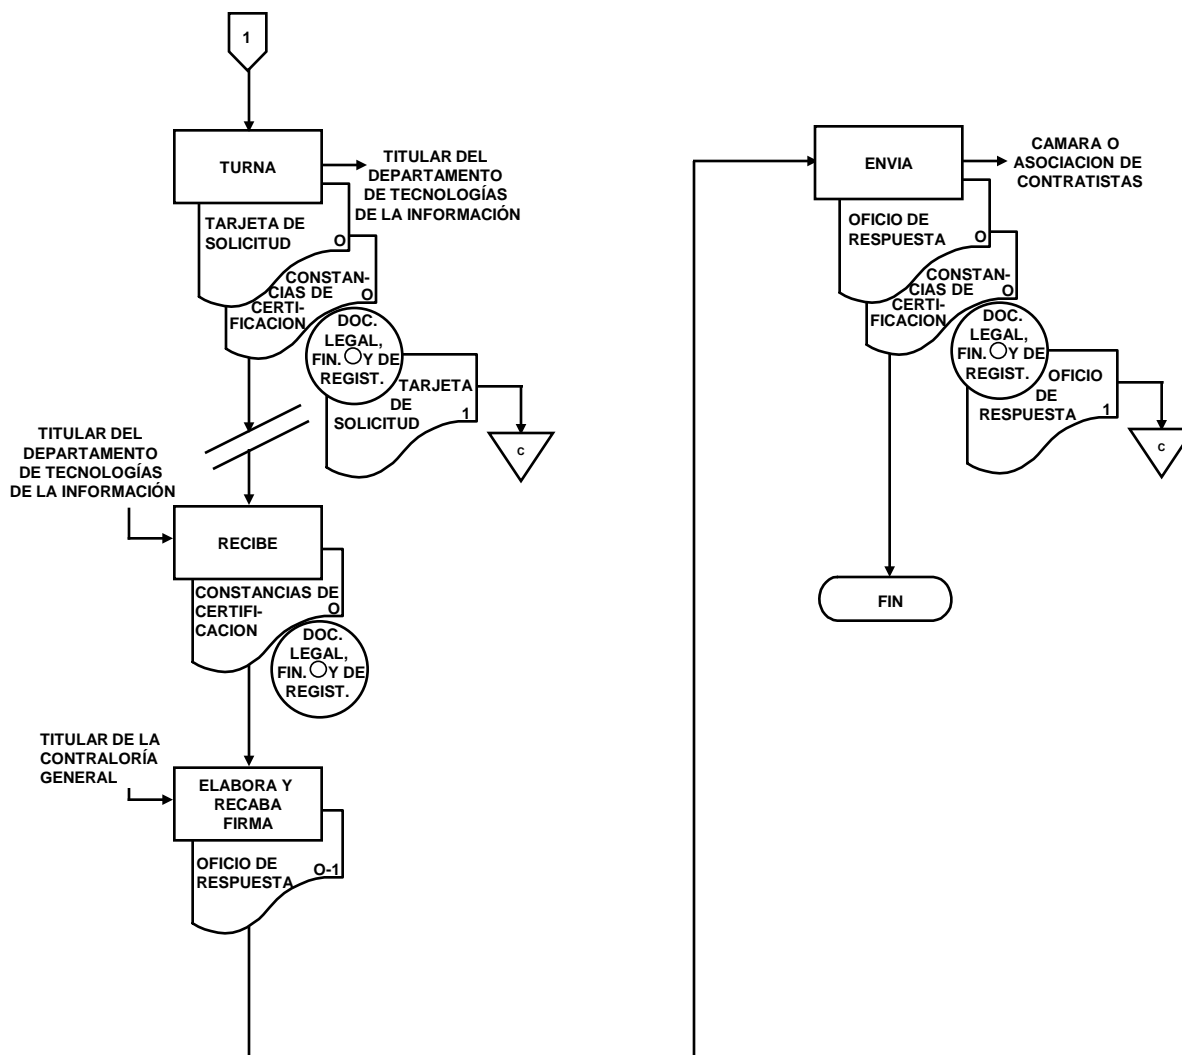 1
TURNA
TITULAR DEL
DEPARTAMENTO
DE TECNOLOGÍAS
DE LA INFORMACIÓN
TARJETA DE
SOLICITUD
O
CONSTAN-
CIAS DE
CERTI-
FICACION
O
DOC.
LEGAL,
FIN. Y DE
REGIST.
TARJETA
DE
SOLICITUD
1
C
TITULAR DEL
DEPARTAMENTO
DE TECNOLOGÍAS
DE LA INFORMACIÓN
RECIBE
CONSTANCIAS DE
CERTIFI-
CACION
O
DOC.
LEGAL,
FIN. Y DE
REGIST.
TITULAR DE LA
CONTRALORÍA
GENERAL
ELABORA Y
RECABA
FIRMA
OFICIO DE
RESPUESTA
O-1
ENVIA
CAMARA O
ASOCIACION DE
CONTRATISTAS
OFICIO DE
RESPUESTA
O
CONSTAN-
CIAS DE
CERTI-
FICACION
O
DOC.
LEGAL,
FIN. Y DE
REGIST.
OFICIO
DE
RESPUESTA
1
C
FIN